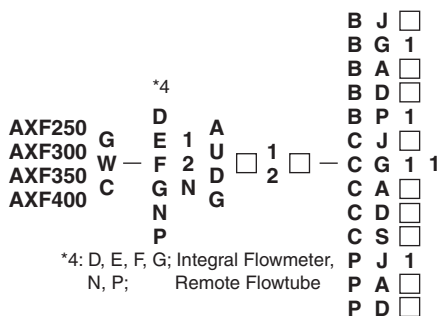 B J □
B G 1
B A □
*4 B D □
D B P 1
AXF250 G E 1 A C J □
AXF300 W — F 2 U □ 1 □ — C G 1 1
AXF350 C G N D 2 C A □
AXF400 N G C D □
P C S □
*4: D, E, F, G; Integral Flowmeter, P J 1
N, P; Remote Flowtube P A □
P D □